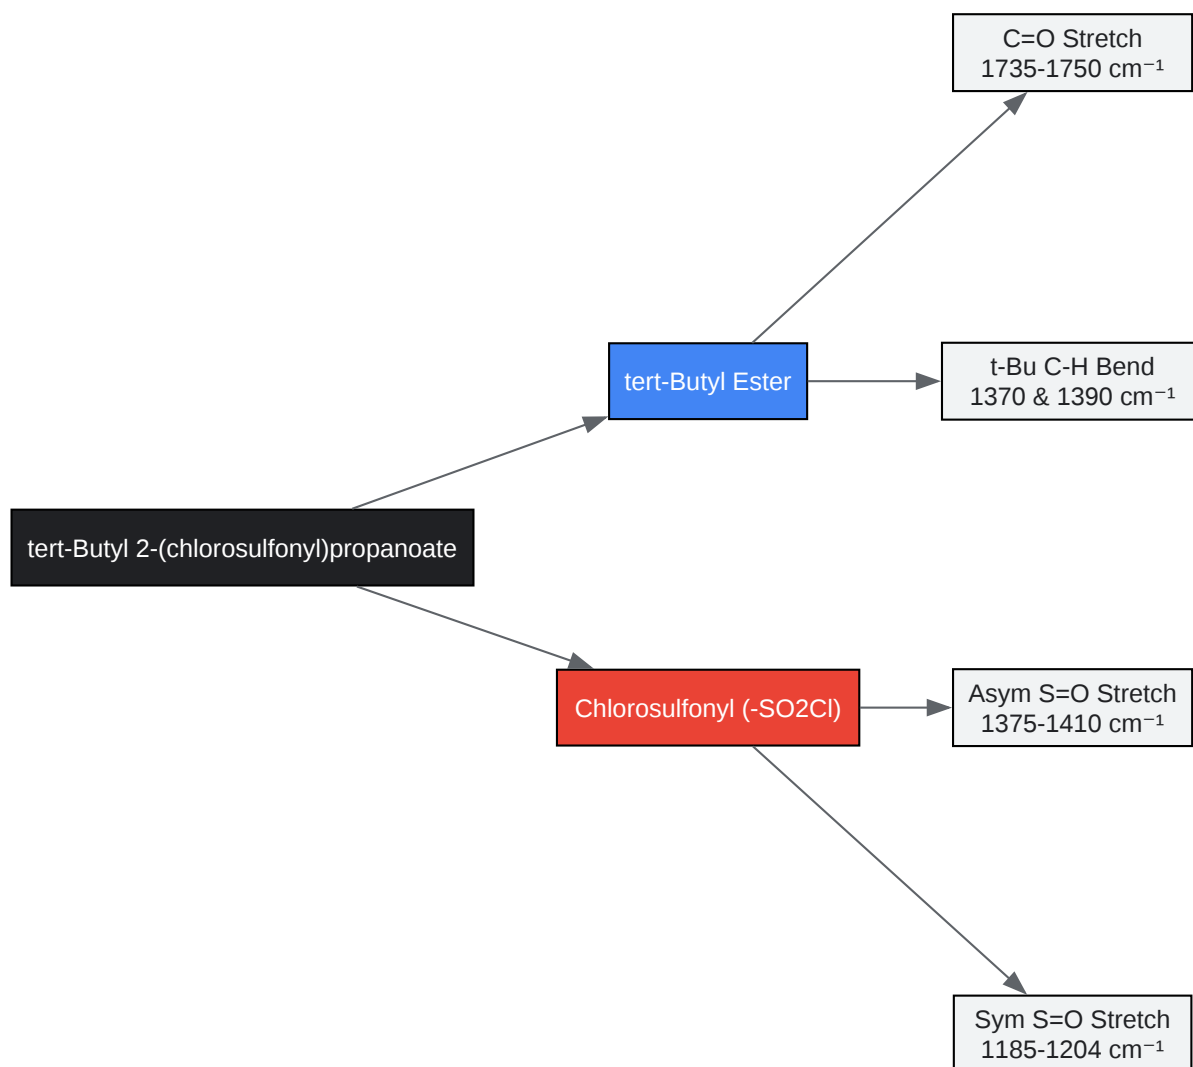 C=O Stretch
1735-1750 cm⁻¹
tert-Butyl Ester
t-Bu C-H Bend
1370 & 1390 cm⁻¹
tert-Butyl 2-(chlorosulfonyl)propanoate
Chlorosulfonyl (-SO2Cl)
Asym S=O Stretch
1375-1410 cm⁻¹
Sym S=O Stretch
1185-1204 cm⁻¹